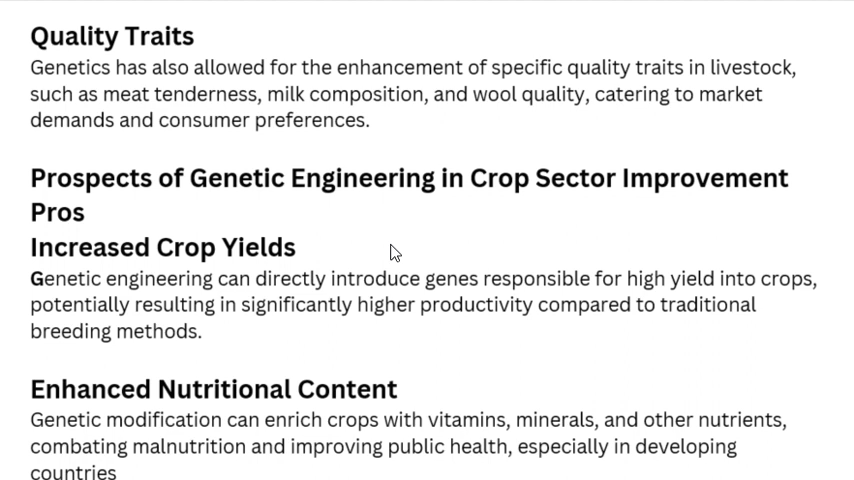 Quality Traits
Genetics has also allowed for the enhancement of specific quality traits in livestock,
such as meat tenderness, milk composition, and wool quality, catering to market
demands and consumer preferences.
Prospects of Genetic Engineering in Crop Sector Improvement
Pros
Increased Crop Yields
Genetic engineering can directly introduce genes responsible for high yield into crops,
potentially resulting in significantly higher productivity compared to traditional
breeding methods.
Enhanced Nutritional Content
Genetic modification can enrich crops with vitamins, minerals, and other nutrients,
combating malnutrition and improving public health, especially in developing
countries